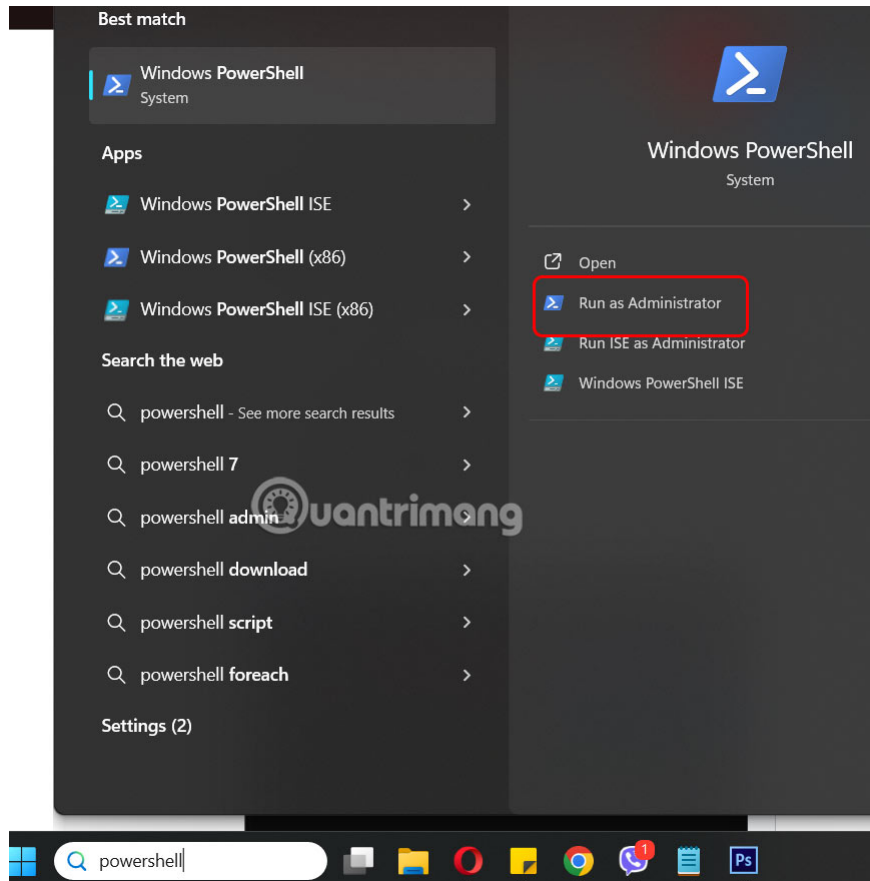 Best match
Windows PowerShell
System
Apps
Windows PowerShell ISE
Windows PowerShell (x86)
Windows PowerShell ISE (x86)
Search the web
powershell - See more search results
powershell 7
powershell admin
powershell download
powershell script
powershell foreach
Settings (2)
Windows PowerShell
System
Open
Run as Administrator
Run ISE as Administrator
Windows PowerShell ISE
Quantrimang
powershell
1
Ps